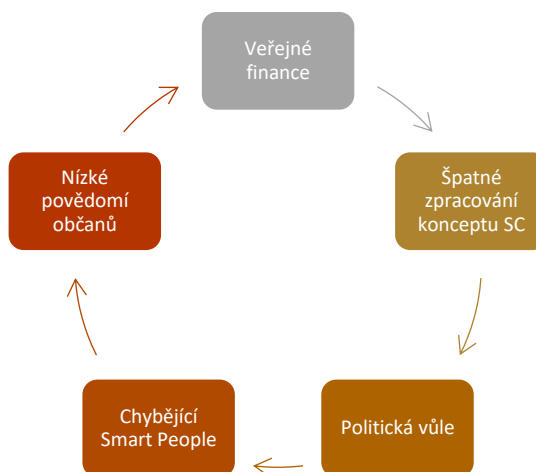 Veřejné
finance
Špatné
zpracování
konceptu SC
Politická vůle
Chybějící
Smart People
Nízké
povědomí
občanů